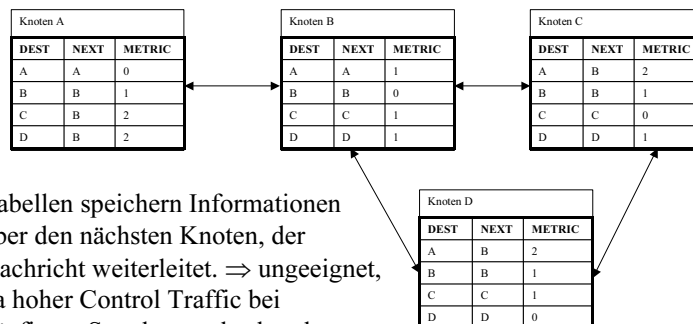 Knoten A
DEST NEXT METRIC
A A 0
B B 1
C B 2
D B 2
Knoten B
DEST NEXT METRIC
A A 1
B B 0
C C 1
D D 1
Knoten C
DEST NEXT METRIC
A B 2
B B 1
C C 0
D D 1
abellen speichern Informationen
ber den nächsten Knoten, der
achricht weiterleitet. ⇒ ungeeignet,
a hoher Control Traffic bei
Knoten D
DEST NEXT METRIC
A B 2
B B 1
C C 1
D D 0